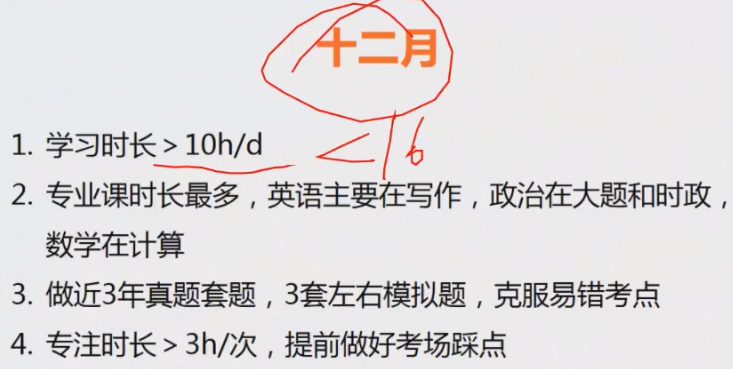 十二月
1. 学习时长＞10h/d <16
2. 专业课时长最多，英语主要在写作，政治在大题和时政，
数学在计算
3. 做近3年真题套题，3套左右模拟题，克服易错考点
4. 专注时长＞3h/次，提前做好考场踩点